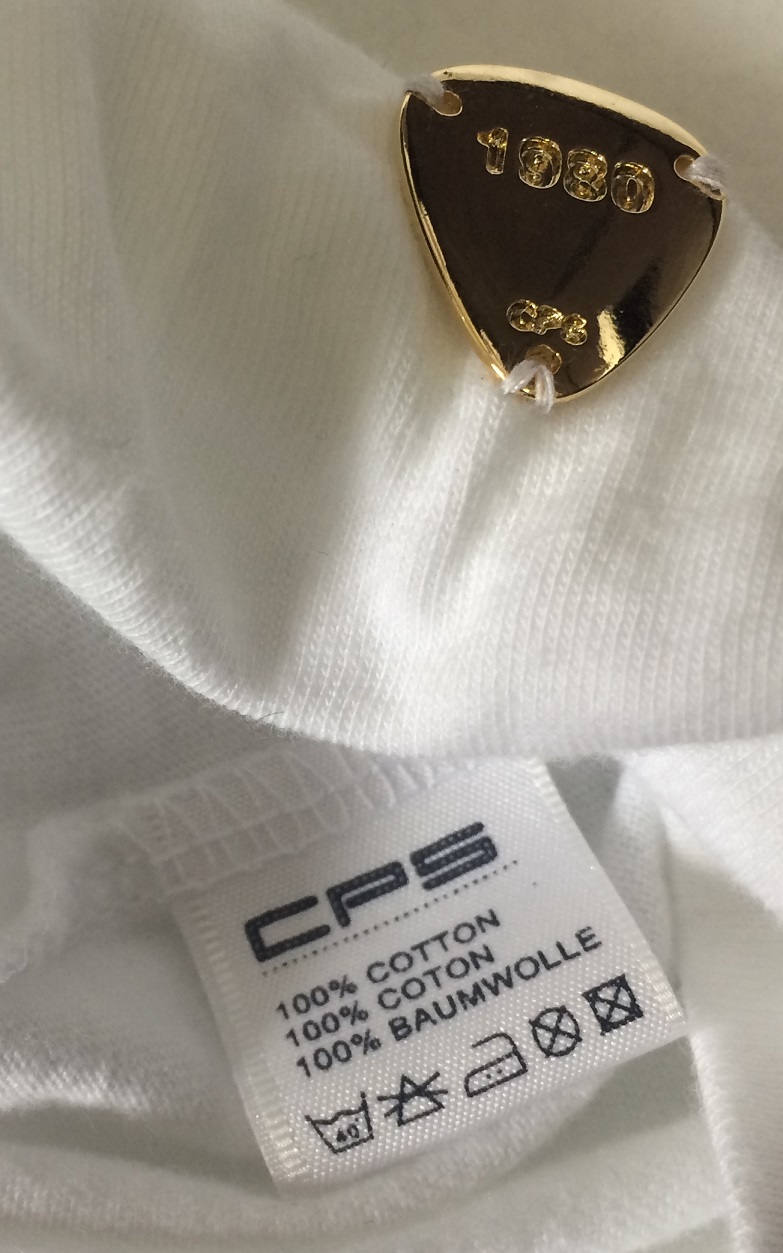 1980
CPS
CPS
100% COTTON
100% COTON
100% BAUMWOLLE
40